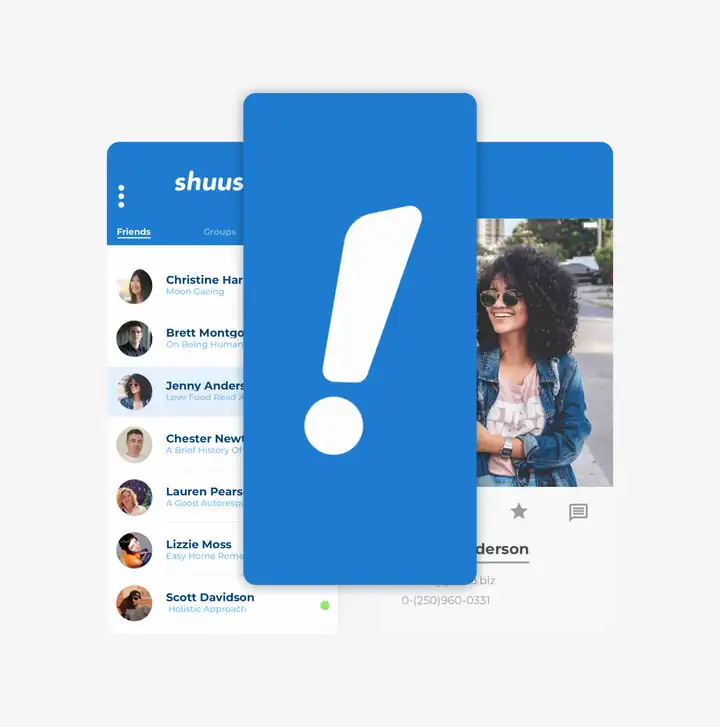 shuus
Friends
Groups
Christine Har
Moon Gazing
Brett Montgo
On Being Human
Jenny Anders
Love Food Read A
Chester Newt
A Brief History Of
Lauren Pears
A Good Autoresp
Lizzie Moss
Easy Home Reme
Scott Davidson
Holistic Approach
!
derson
.biz
0-(250)960-0331